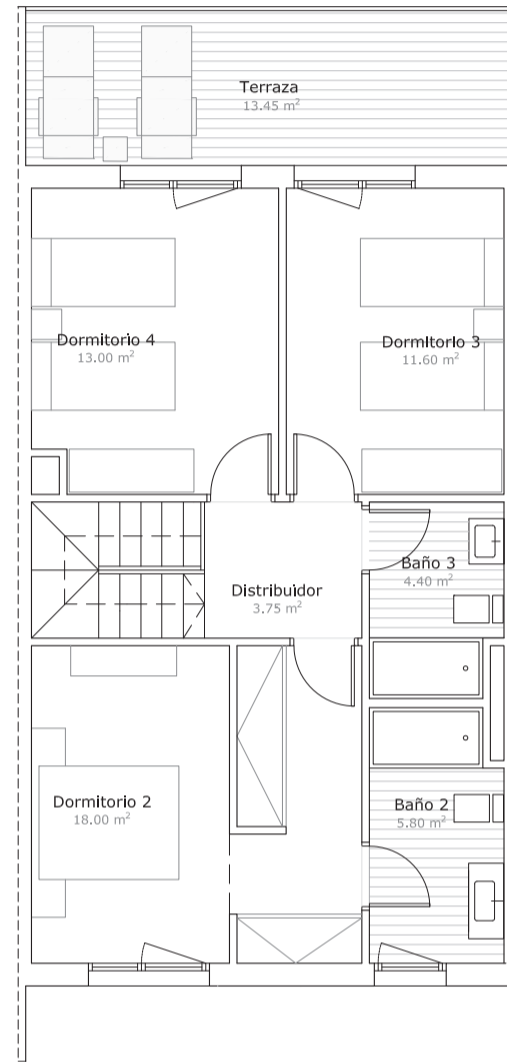 Terraza
13.45 m²
Dormitorio 4
13.00 m²
Dormitorio 3
11.60 m²
Baño 3
4.40 m²
Distribuidor
3.75 m²
Dormitorio 2
18.00 m²
Baño 2
5.80 m²